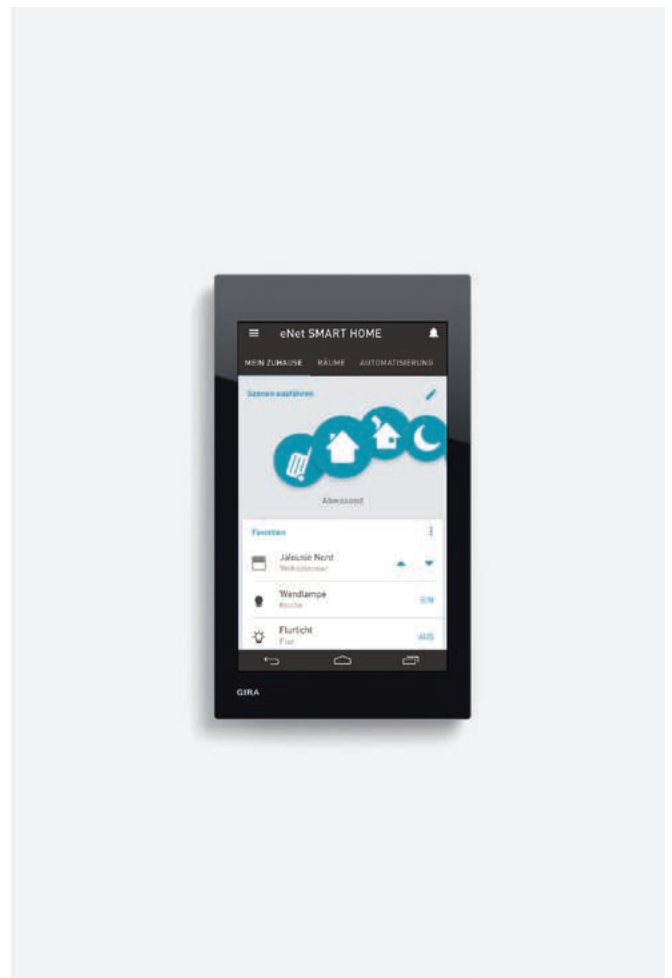 eNet SMART HOME
MEIN ZUHAUSE RÄUME AUTOMATISIERUNG
Szenen ausführen
Abwesend
Favoriten
Jalousie Nord
Wohnzimmer
Wandlampe
EIN
Flurlicht
Flur
AUS
GIRA